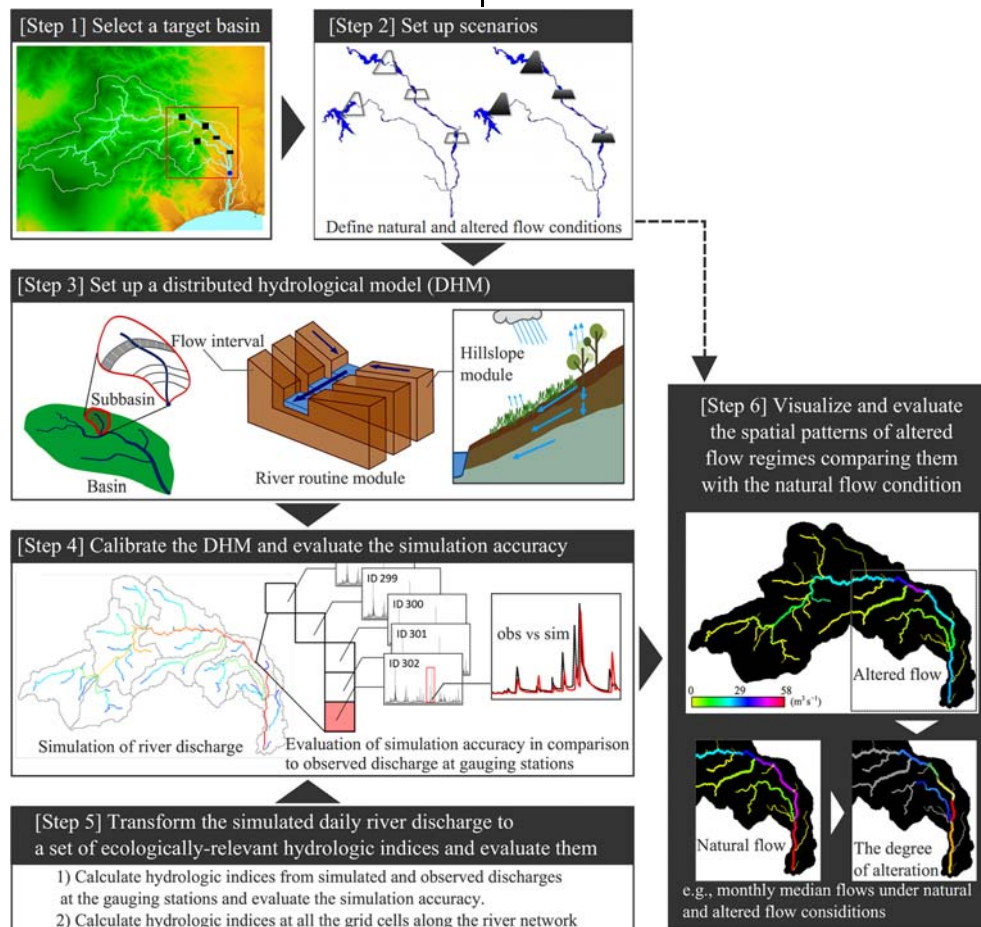 [Step 1] Select a target basin
[Step 2] Set up scenarios
Define natural and altered flow conditions
[Step 3] Set up a distributed hydrological model (DHM)
Flow interval
Subbasin
Basin
River routine module
Hillslope
module
[Step 4] Calibrate the DHM and evaluate the simulation accuracy
Simulation of river discharge
ID 299
ID 300
ID 301
ID 302
obs vs sim
Evaluation of simulation accuracy in comparison
to observed discharge at gauging stations
[Step 5] Transform the simulated daily river discharge to
a set of ecologically-relevant hydrologic indices and evaluate them
1) Calculate hydrologic indices from simulated and observed discharges
at the gauging stations and evaluate the simulation accuracy.
2) Calculate hydrologic indices at all the grid cells along the river network
[Step 6] Visualize and evaluate
the spatial patterns of altered
flow regimes comparing them
with the natural flow condition
Altered flow
0 29 58
(m³ s⁻¹)
Natural flow
The degree
of alteration
e.g., monthly median flows under natural
and altered flow considitions